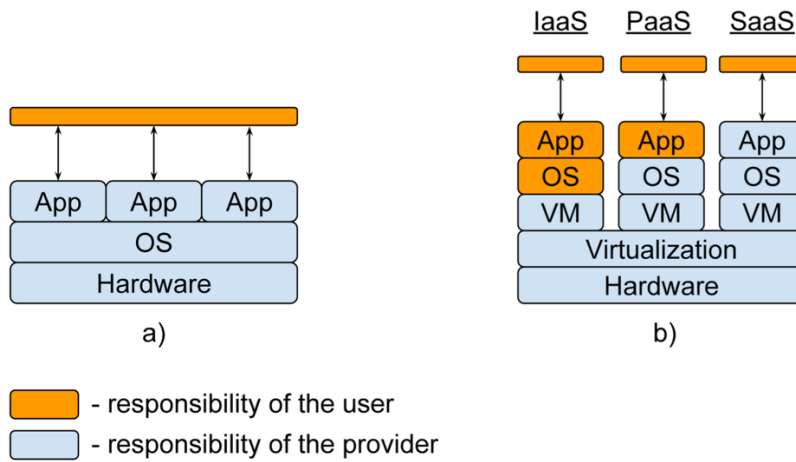 IaaS PaaS SaaS
App App App
OS OS OS
VM VM VM
Virtualization
Hardware
b)
App App App
OS
Hardware
a)
- responsibility of the user
- responsibility of the provider